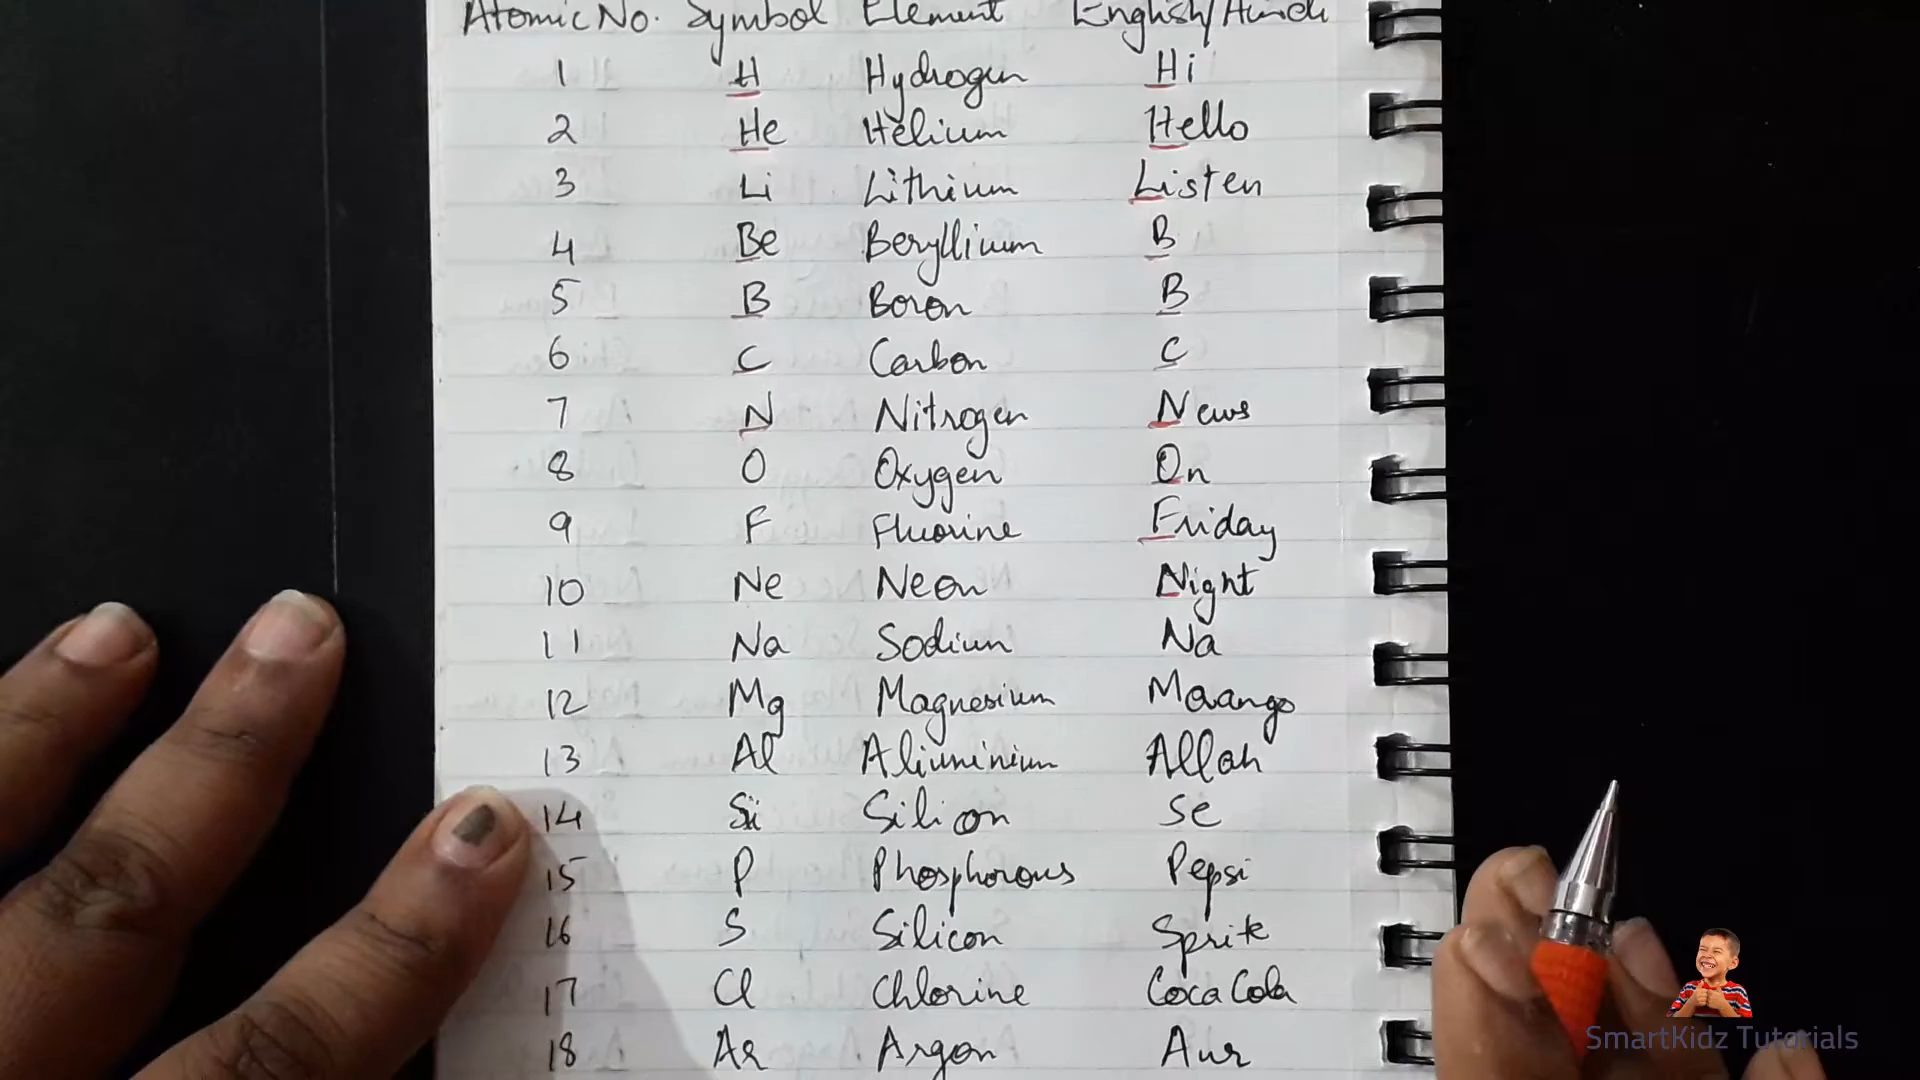 Atomic No. Symbol Element English/Hindi
1 H Hydrogen Hi
2 He Helium Hello
3 Li Lithium Listen
4 Be Beryllium B
5 B Boron B
6 C Carbon C
7 N Nitrogen News
8 O Oxygen On
9 F Fluorine Friday
10 Ne Neon Night
11 Na Sodium Na
12 Mg Magnesium Maango
13 Al Aliuminium Allah
14 Si Silicon Se
15 P Phosphorous Pepsi
16 S Silicon Sprite
17 Cl Chlorine Coca Cola
18 Ar Argon Aur
SmartKidz Tutorials